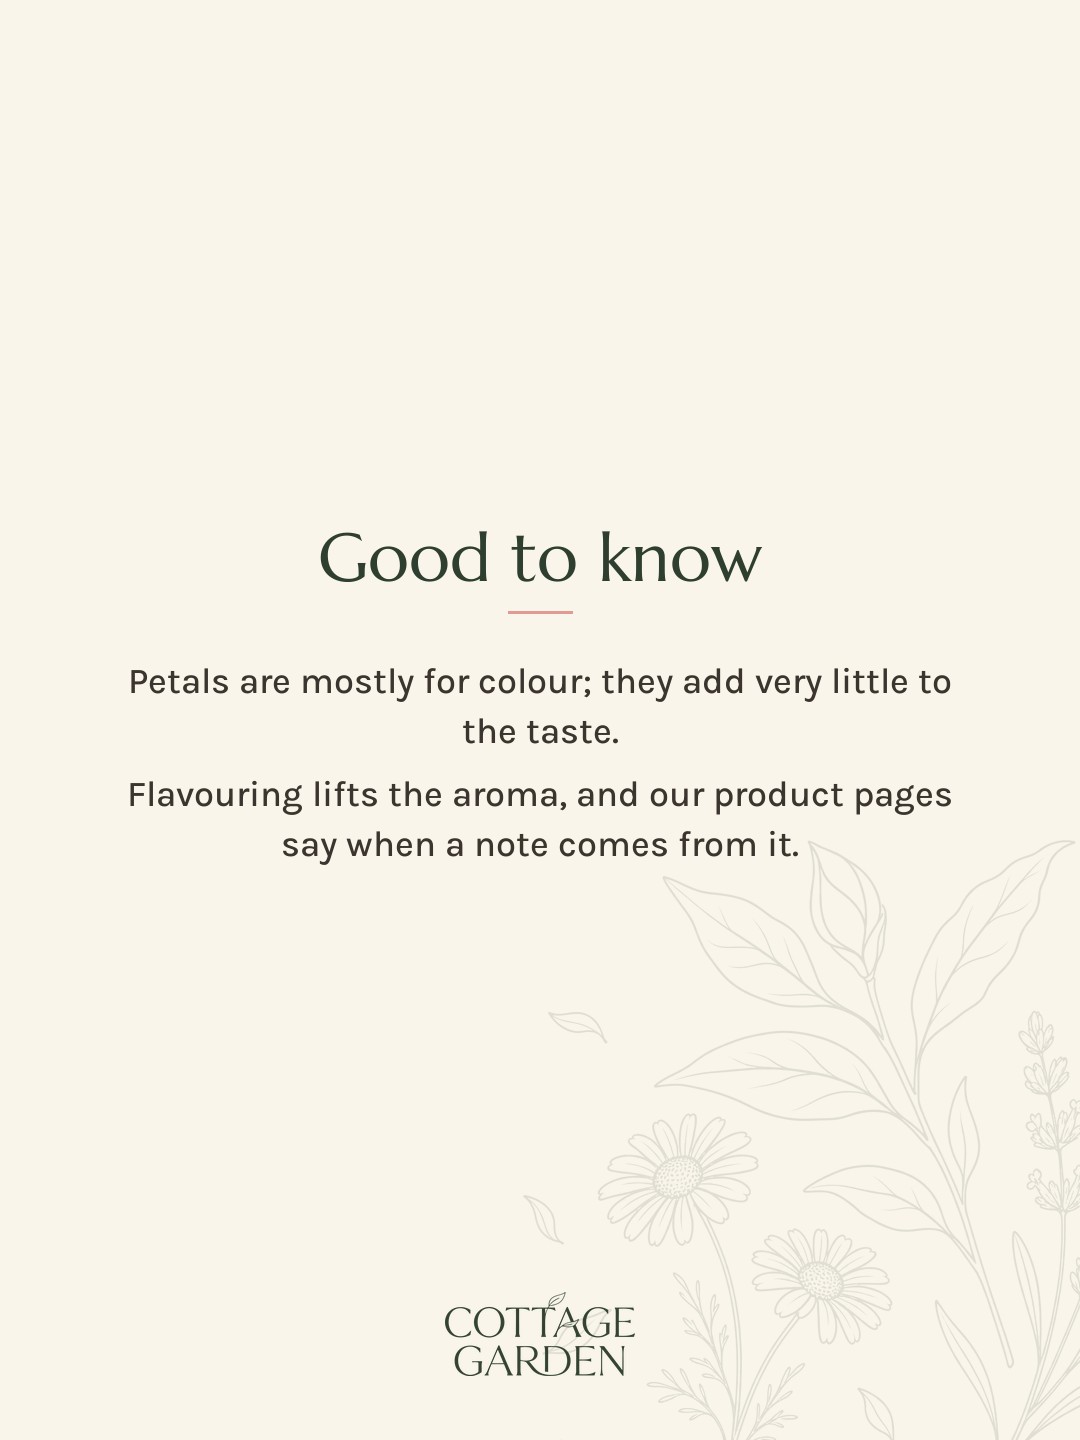 Good to know
Petals are mostly for colour; they add very little to
the taste.
Flavouring lifts the aroma, and our product pages
say when a note comes from it.
COTTAGE
GARDEN